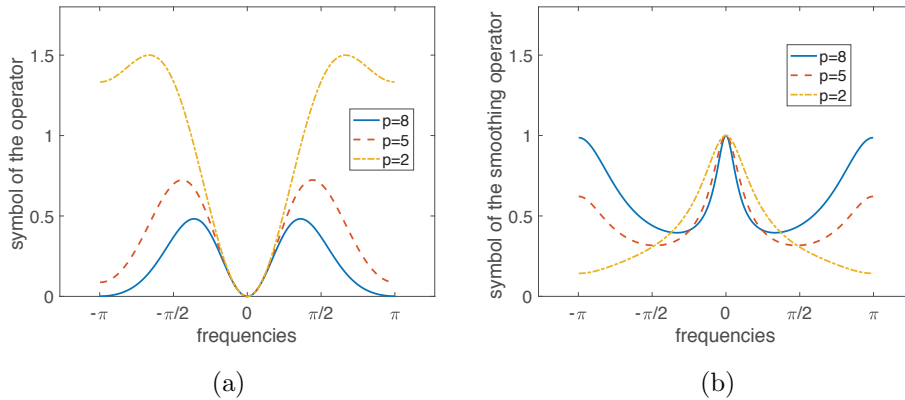 symbol of the operator
1.5
1
0.5
0
-π
-π/2
0
π/2
π
frequencies
p=8
p=5
p=2
(a)
symbol of the smoothing operator
1.5
1
0.5
0
-π
-π/2
0
π/2
π
frequencies
p=8
p=5
p=2
(b)